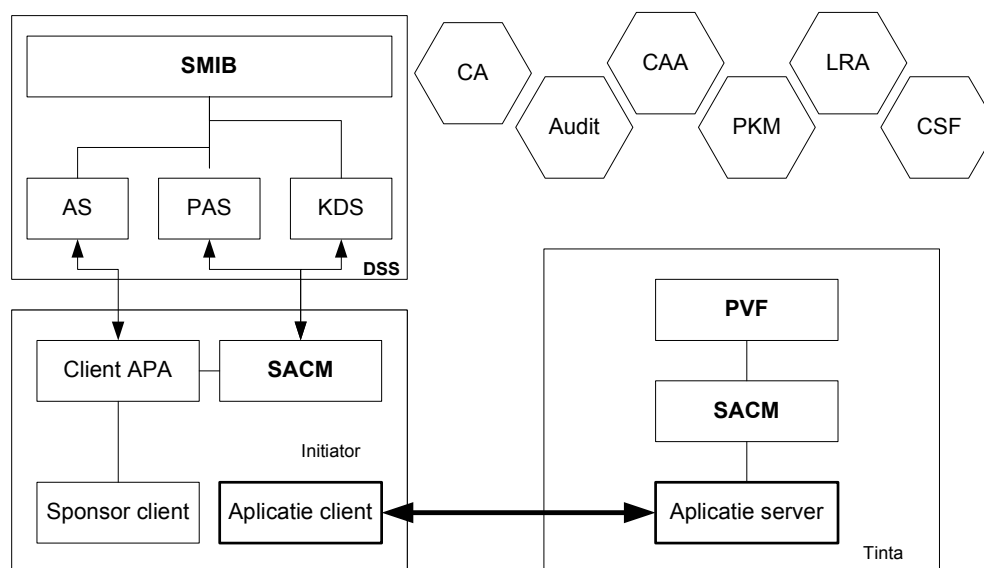 SMIB
AS
PAS
KDS
DSS
CA
CAA
LRA
Audit
PKM
CSF
Client APA
SACM
Initiator
Sponsor client
Aplicatie client
PVF
SACM
Aplicatie server
Tinta